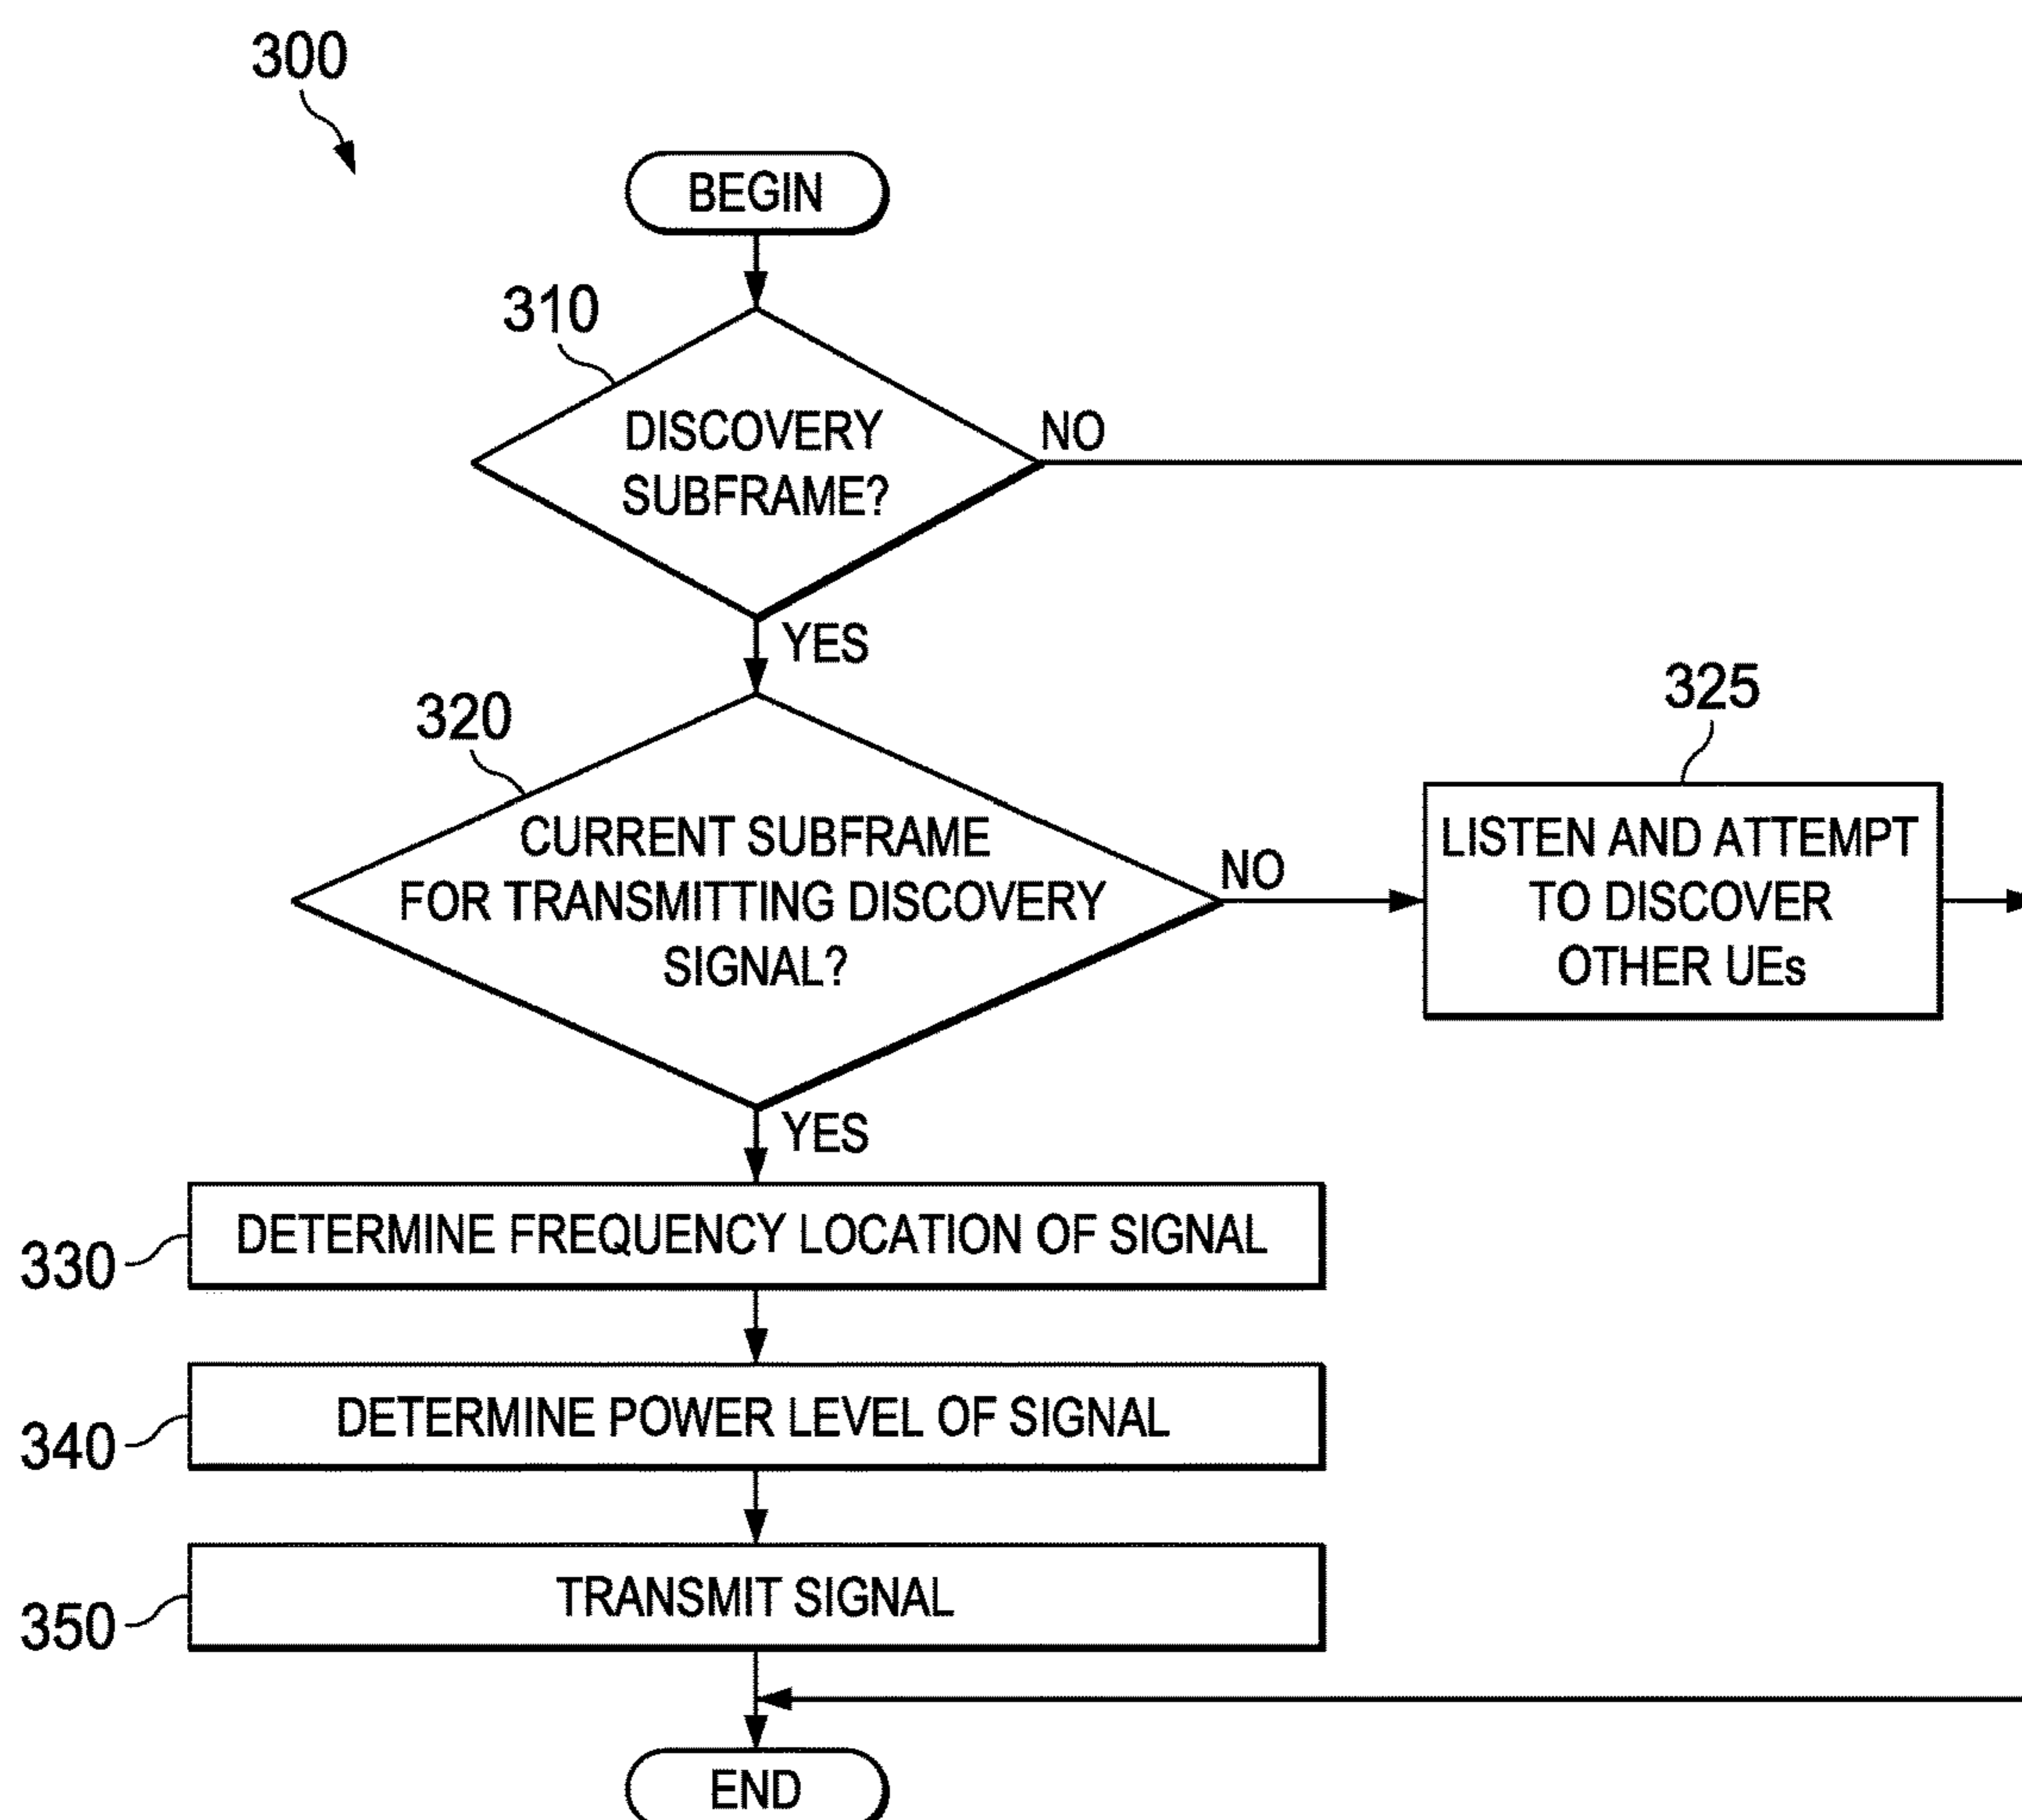 300
BEGIN
310
DISCOVERY
SUBFRAME?
NO
YES
320
CURRENT SUBFRAME
FOR TRANSMITTING DISCOVERY
SIGNAL?
NO
325
LISTEN AND ATTEMPT
TO DISCOVER
OTHER UEs
YES
330
DETERMINE FREQUENCY LOCATION OF SIGNAL
340
DETERMINE POWER LEVEL OF SIGNAL
350
TRANSMIT SIGNAL
END